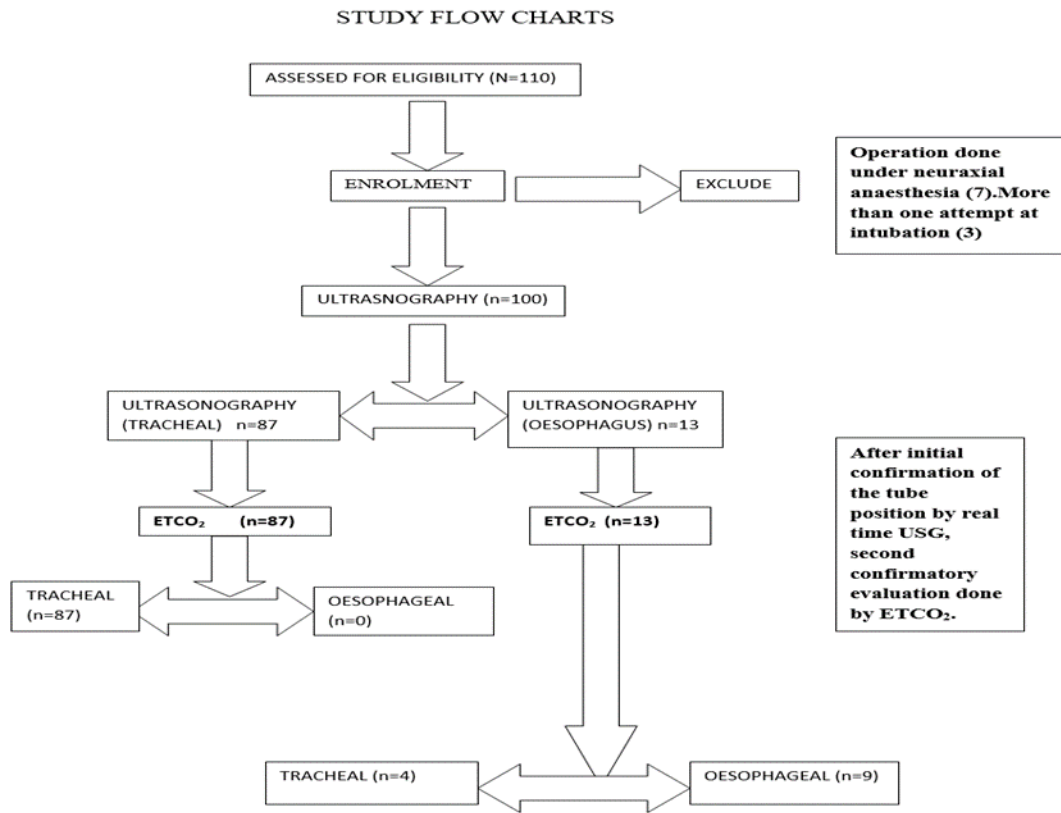 STUDY FLOW CHARTS
ASSESSED FOR ELIGIBILITY (N=110)
ENROLMENT
EXCLUDE
Operation done
under neuraxial
anaesthesia (7).More
than one attempt at
intubation (3)
ULTRASNOGRAPHY (n=100)
ULTRASONOGRAPHY
(TRACHEAL) n=87
ULTRASONOGRAPHY
(OESOPHAGUS) n=13
After initial
confirmation of
the tube
position by real
time USG,
second
confirmatory
evaluation done
by ETCO₂.
ETCO₂ (n=87)
ETCO₂ (n=13)
TRACHEAL
(n=87)
OESOPHAGEAL
(n=0)
TRACHEAL (n=4)
OESOPHAGEAL (n=9)